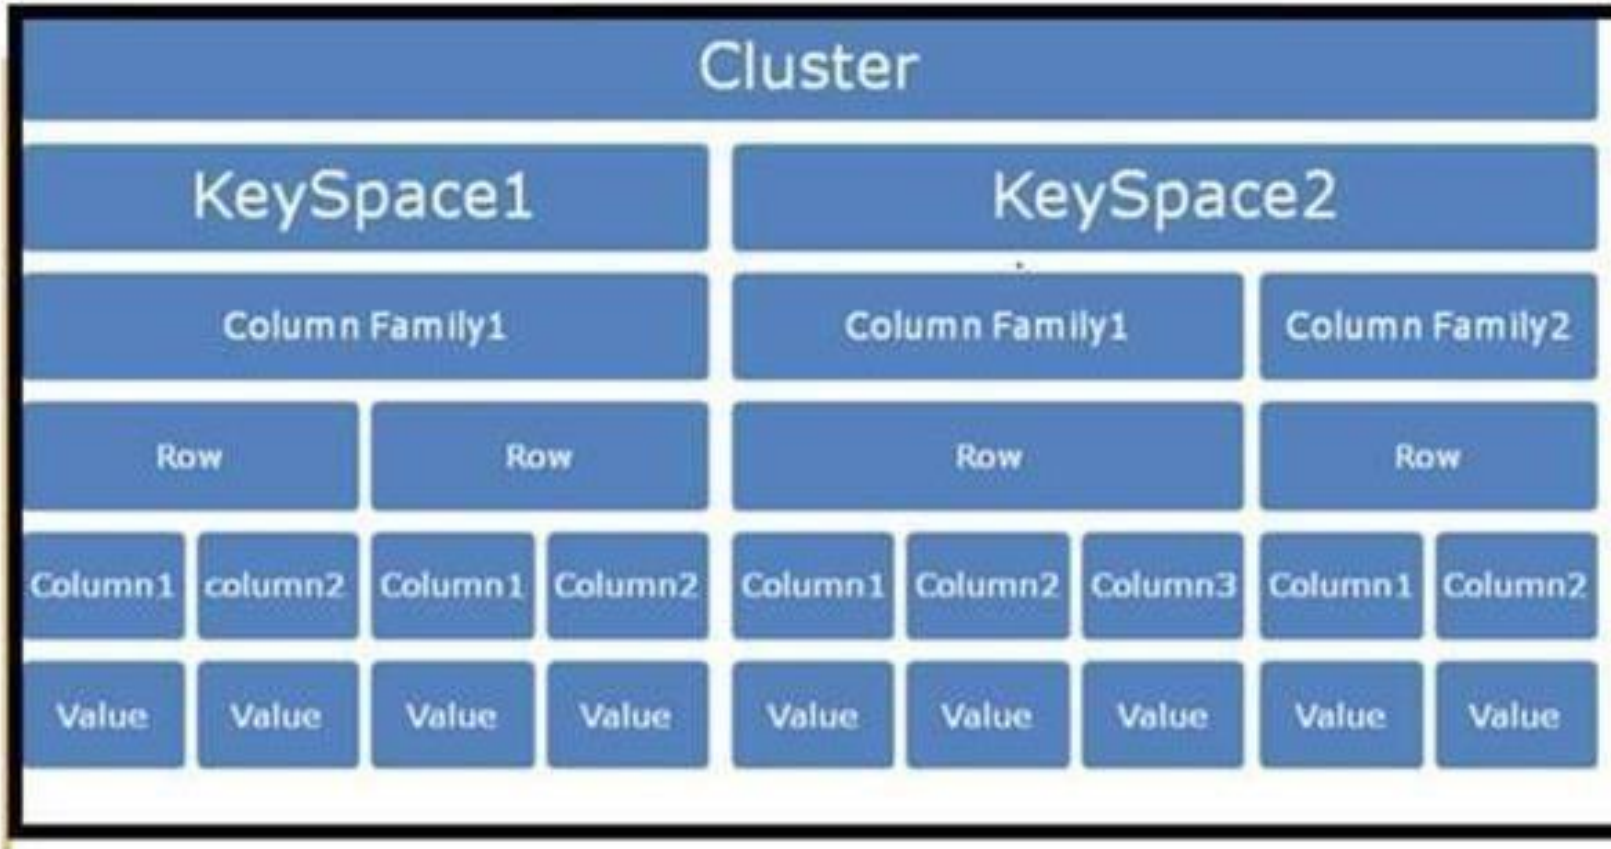 Cluster
KeySpace1 KeySpace2
Column Family1 Column Family1 Column Family2
Row Row Row Row
Column1 column2 Column1 Column2 Column1 Column2 Column3 Column1 Column2
Value Value Value Value Value Value Value Value Value